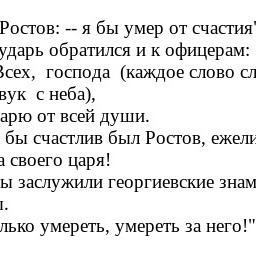 Ростов: -- я бы умер от счастия"
ударь обратился и к офицерам:
Всех, господа (каждое слово сл
вук с неба),
арю от всей души.
бы счастлив был Ростов, ежели
а своего царя!
ы заслужили георгиевские знам
ы.
лько умереть, умереть за него!"